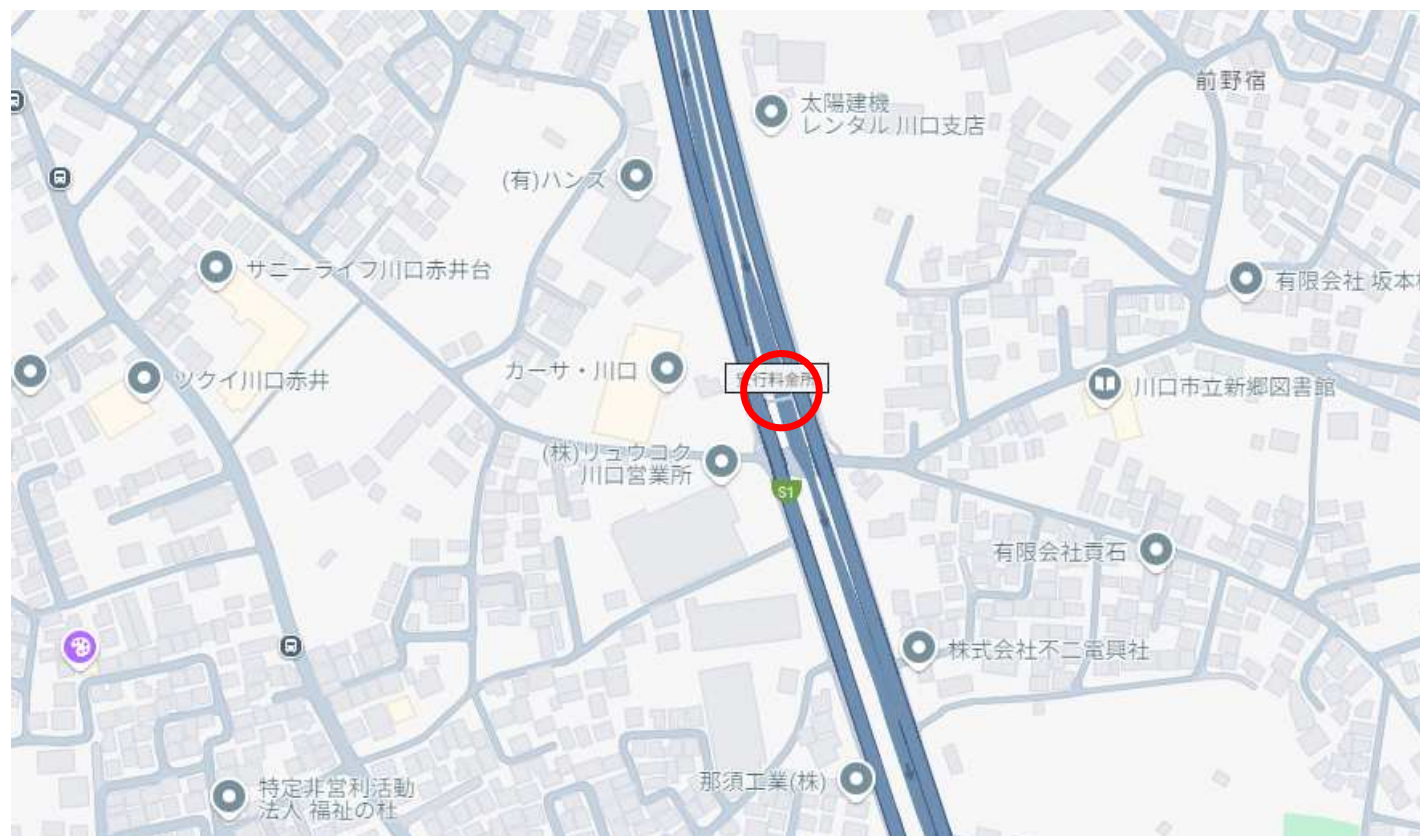 前野宿
太陽建機
レンタル 川口支店
(有)ハンズ
サニーライフ川口赤井台
有限会社 坂本
カーサ・川口
行料金所
ツクイ川口赤井
川口市立新郷図書館
(株)リュウコク
川口営業所
S1
有限会社貢石
株式会社不二電興社
那須工業(株)
特定非営利活動
法人 福祉の杜